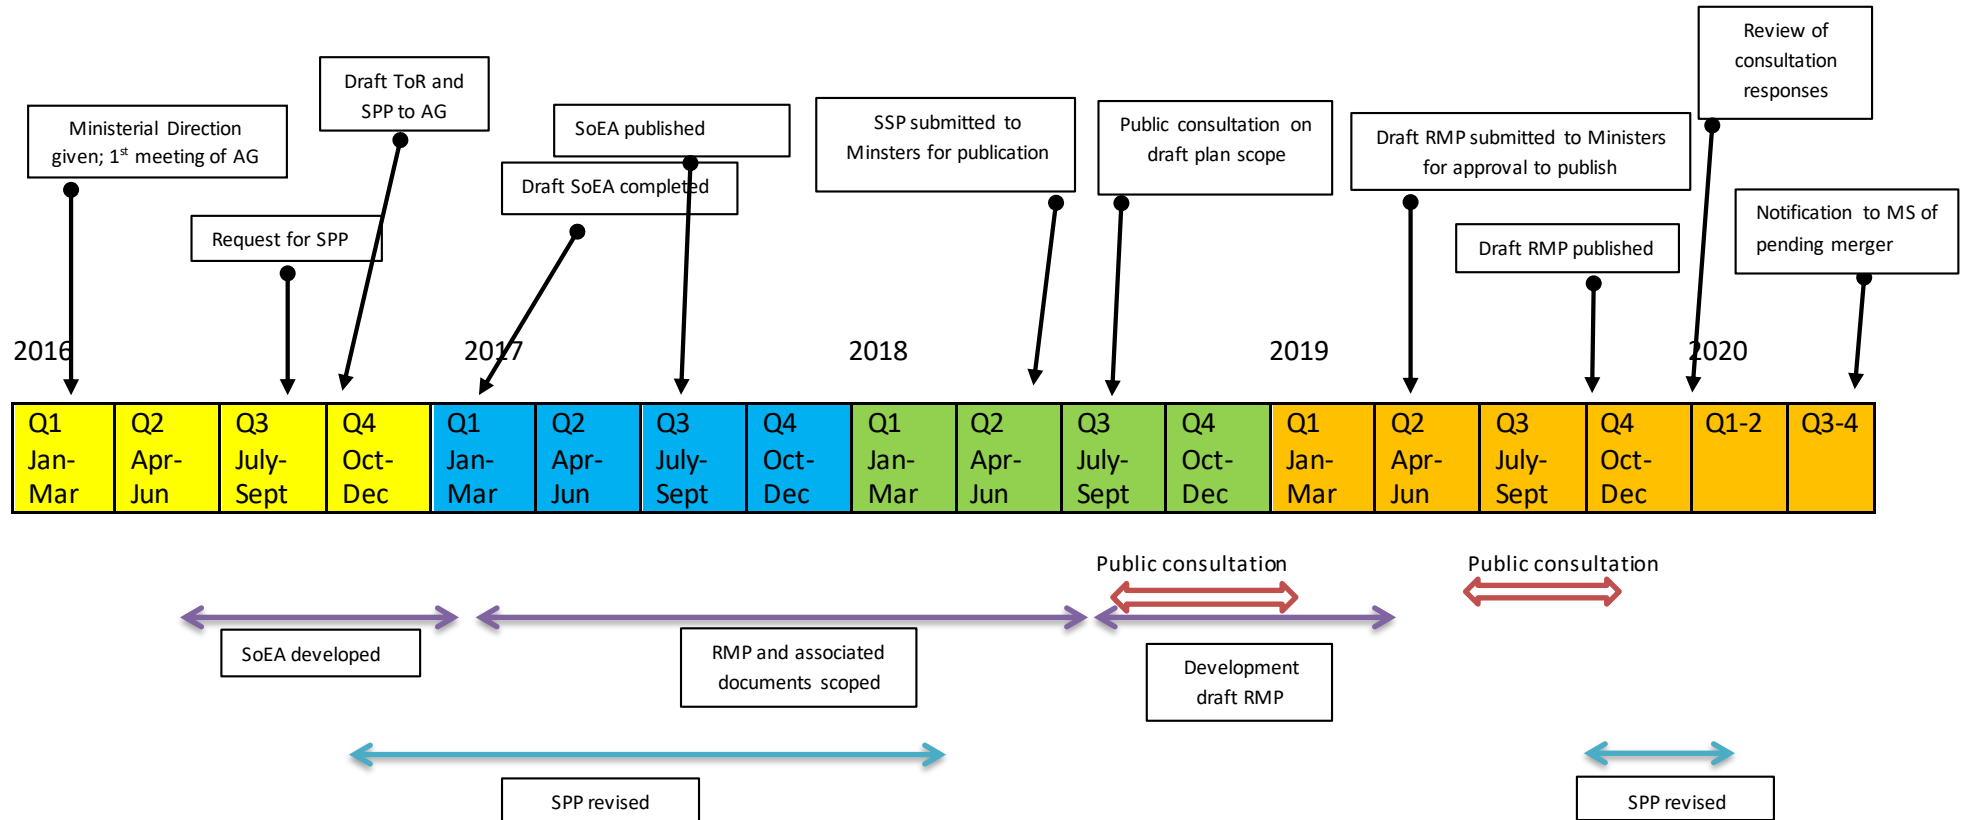 Review of
consultation
responses
Draft ToR and
SPP to AG
Ministerial Direction
given; 1st meeting of AG
SoEA published
SSP submitted to
Minsters for publication
Public consultation on
draft plan scope
Draft RMP submitted to Ministers
for approval to publish
Draft SoEA completed
Request for SPP
Draft RMP published
Notification to MS of
pending merger
2016
2017
2018
2019
2020
Q1
Jan-
Mar
Q2
Apr-
Jun
Q3
July-
Sept
Q4
Oct-
Dec
Q1
Jan-
Mar
Q2
Apr-
Jun
Q3
July-
Sept
Q4
Oct-
Dec
Q1
Jan-
Mar
Q2
Apr-
Jun
Q3
July-
Sept
Q4
Oct-
Dec
Q1
Jan-
Mar
Q2
Apr-
Jun
Q3
July-
Sept
Q4
Oct-
Dec
Q1-2
Q3-4
Public consultation
Public consultation
SoEA developed
RMP and associated
documents scoped
Development
draft RMP
SPP revised
SPP revised